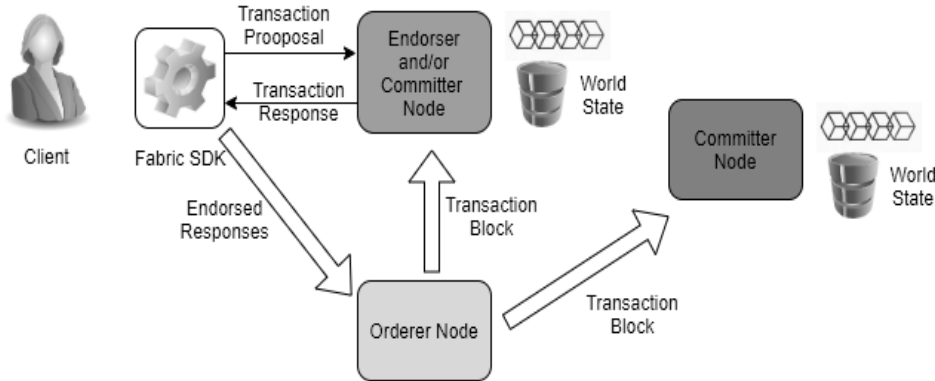 Transaction
Prooposal
Endorser
and/or
Committer
Node
World
State
Transaction
Response
Client
Fabric SDK
Committer
Node
World
State
Endorsed
Responses
Transaction
Block
Orderer Node
Transaction
Block